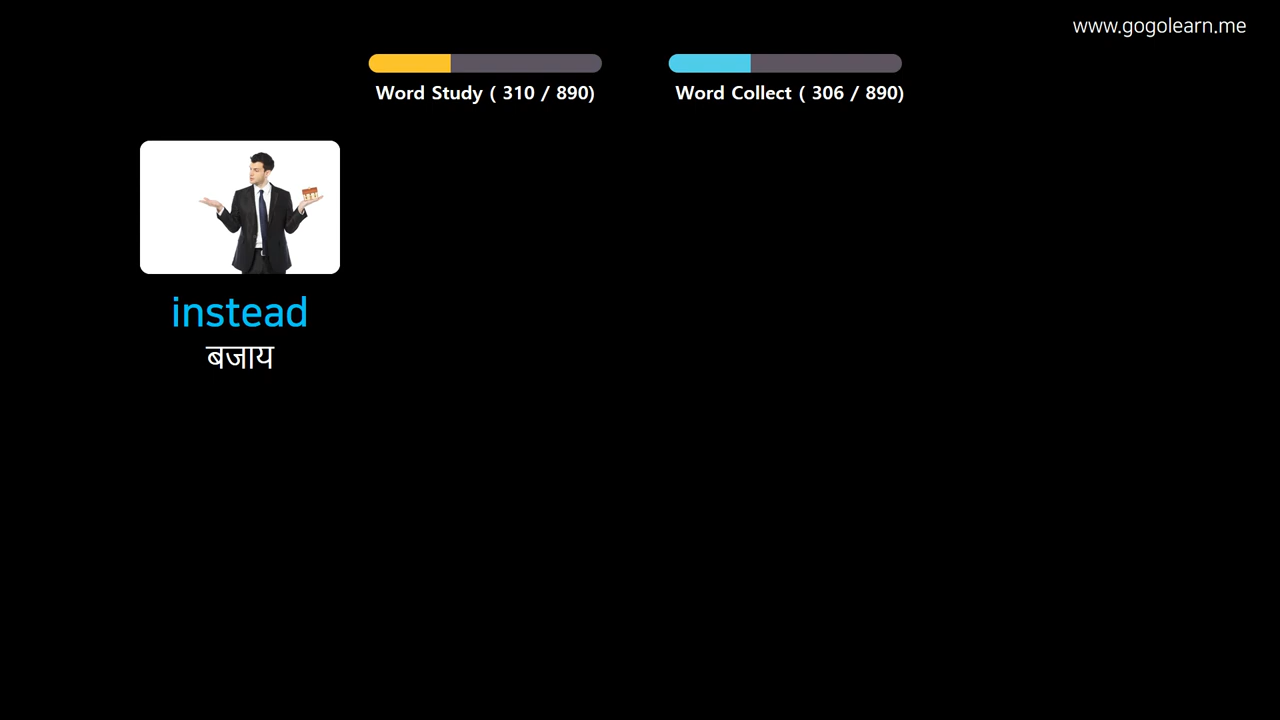 www.gogolearn.me
Word Study ( 310 / 890)
Word Collect ( 306 / 890)
instead
बजाय